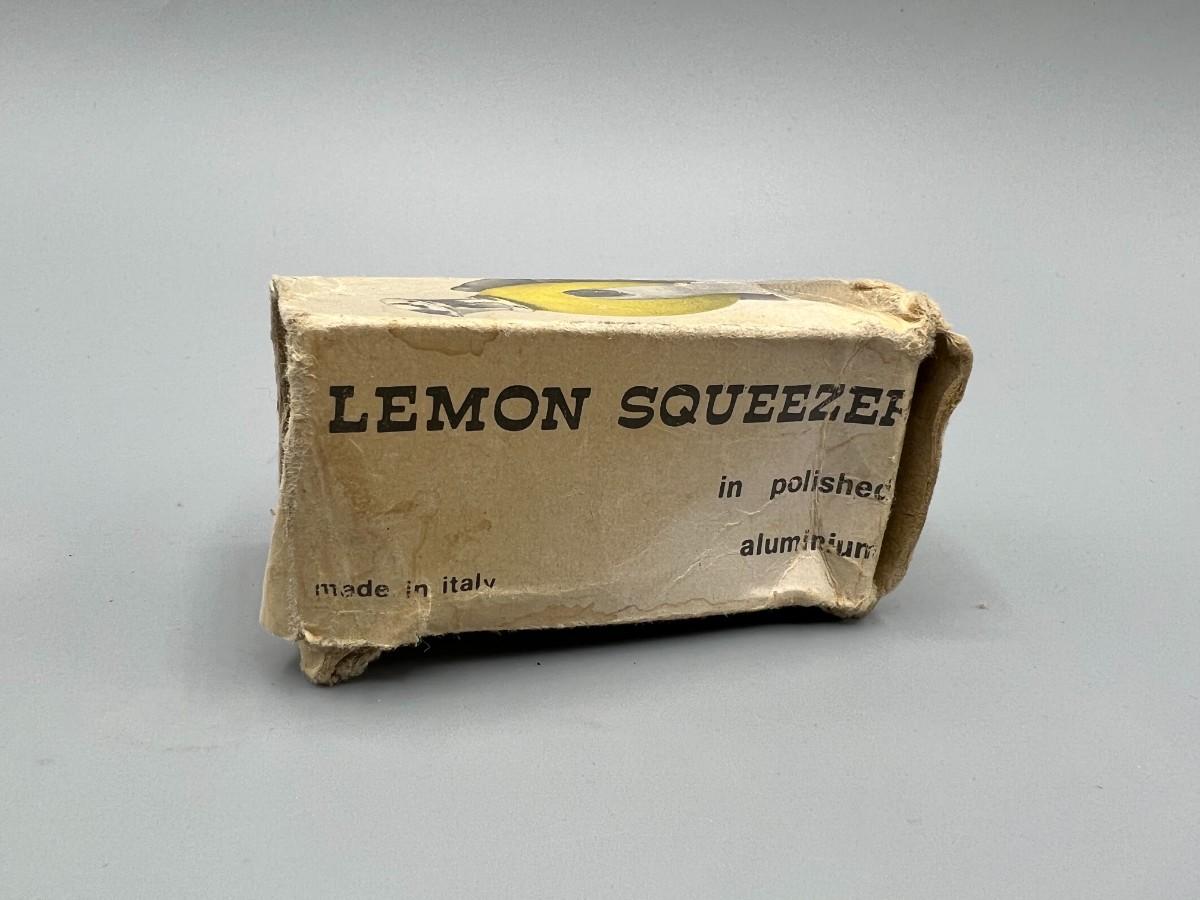 LEMON SQUEEZER
in polished
aluminium
made in italy